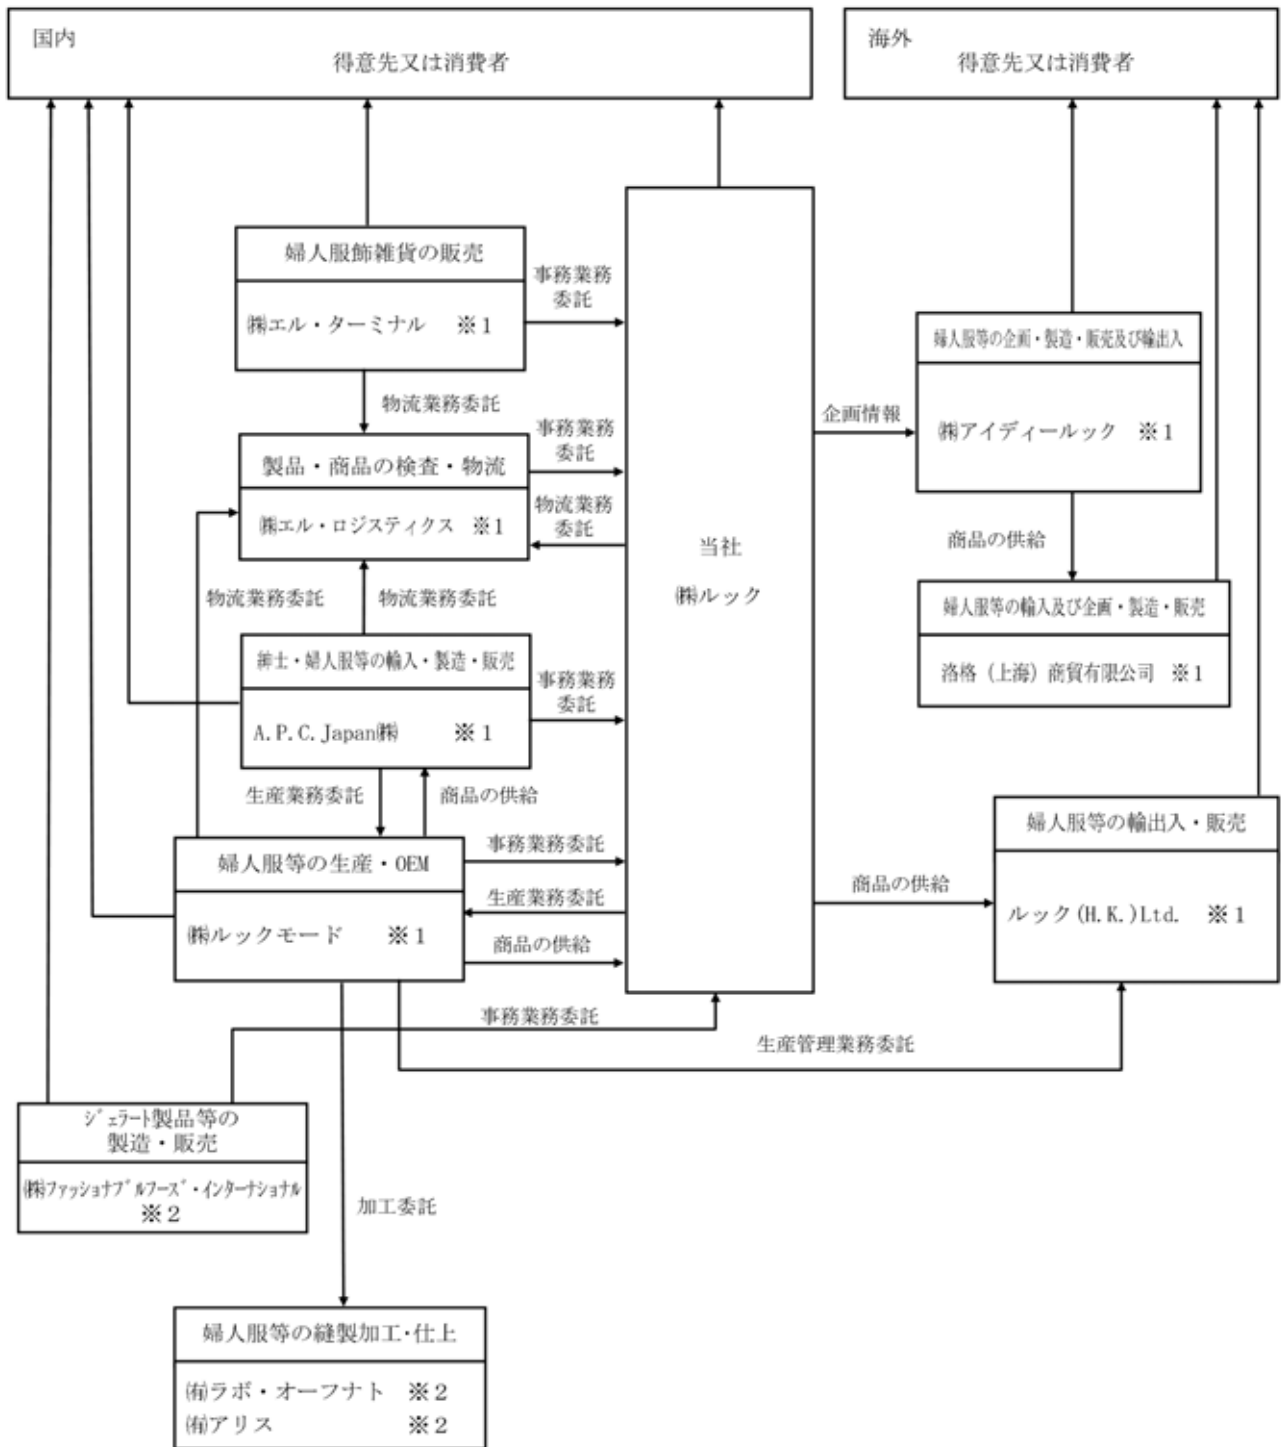 国内
得意先又は消費者
海外
得意先又は消費者
婦人服飾雑貨の販売
㈱エル・ターミナル ※1
事務業務
委託
物流業務委託
製品・商品の検査・物流
㈱エル・ロジスティクス ※1
事務業務
委託
物流業務
委託
物流業務委託
物流業務委託
紳士・婦人服等の輸入・製造・販売
A.P.C.Japan㈱ ※1
事務業務
委託
生産業務委託
商品の供給
婦人服等の生産・OEM
㈱ルックモード ※1
事務業務委託
生産業務委託
商品の供給
当社
㈱ルック
企画情報
婦人服等の企画・製造・販売及び輸出入
㈱アイディールック ※1
商品の供給
婦人服等の輸入及び企画・製造・販売
洛格（上海）商貿有限公司 ※1
商品の供給
婦人服等の輸出入・販売
ルック(H.K.)Ltd. ※1
事務業務委託
生産管理業務委託
ｼﾞｪﾗｰﾄ製品等の
製造・販売
㈱ﾌｧｯｼｮﾅﾌﾞﾙﾌｰｽﾞ・ｲﾝﾀｰﾅｼｮﾅﾙ
※2
加工委託
婦人服等の縫製加工･仕上
㈲ラボ・オーフナト ※2
㈲アリス ※2